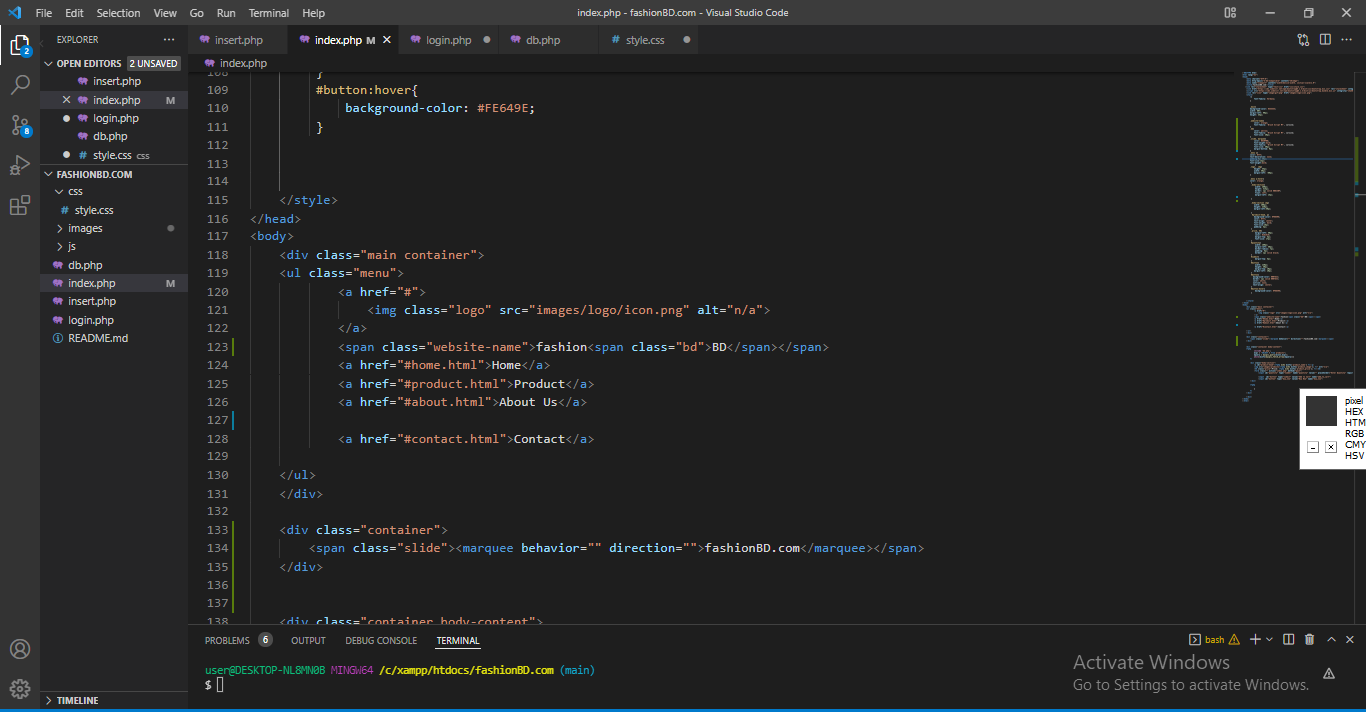 File Edit Selection View Go Run Terminal Help
index.php - fashionBD.com - Visual Studio Code
EXPLORER
insert.php
index.php M
login.php
db.php
style.css
OPEN EDITORS 2 UNSAVED
insert.php
index.php M
login.php
db.php
style.css css
FASHIONBD.COM
css
style.css
images
js
db.php
index.php M
insert.php
login.php
README.md
TIMELINE
2
8
index.php
108 }
109 #button:hover{
110 background-color: #FE649E;
111 }
112
113
114
115 </style>
116 </head>
117 <body>
118 <div class="main container">
119 <ul class="menu">
120 <a href="#">
121 <img class="logo" src="images/logo/icon.png" alt="n/a">
122 </a>
123 <span class="website-name">fashion<span class="bd">BD</span></span>
124 <a href="#home.html">Home</a>
125 <a href="#product.html">Product</a>
126 <a href="#about.html">About Us</a>
127
128 <a href="#contact.html">Contact</a>
129
130 </ul>
131 </div>
132
133 <div class="container">
134 <span class="slide"><marquee behavior="" direction="">fashionBD.com</marquee></span>
135 </div>
136
137
138 <div class="container body-content">
pixel
HEX
HTM
RGB
CMY
HSV
PROBLEMS 6 OUTPUT DEBUG CONSOLE TERMINAL
bash
user@DESKTOP-NL8MN0B MINGW64 /c/xampp/htdocs/fashionBD.com (main)
$
Activate Windows
Go to Settings to activate Windows.